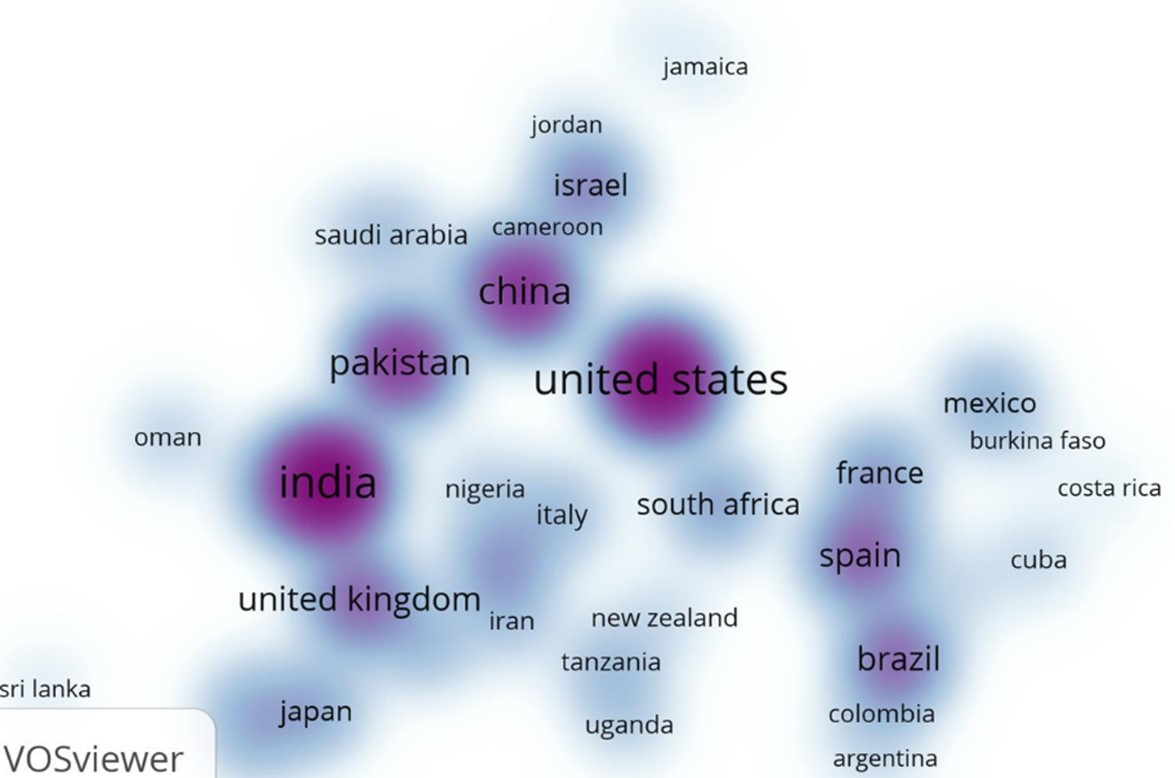 jamaica
jordan
israel
cameroon
saudi arabia
china
pakistan
united states
mexico
oman
burkina faso
france
india
nigeria
costa rica
south africa
italy
spain
cuba
united kingdom
iran
new zealand
tanzania
brazil
sri lanka
japan
colombia
uganda
VOSviewer
argentina